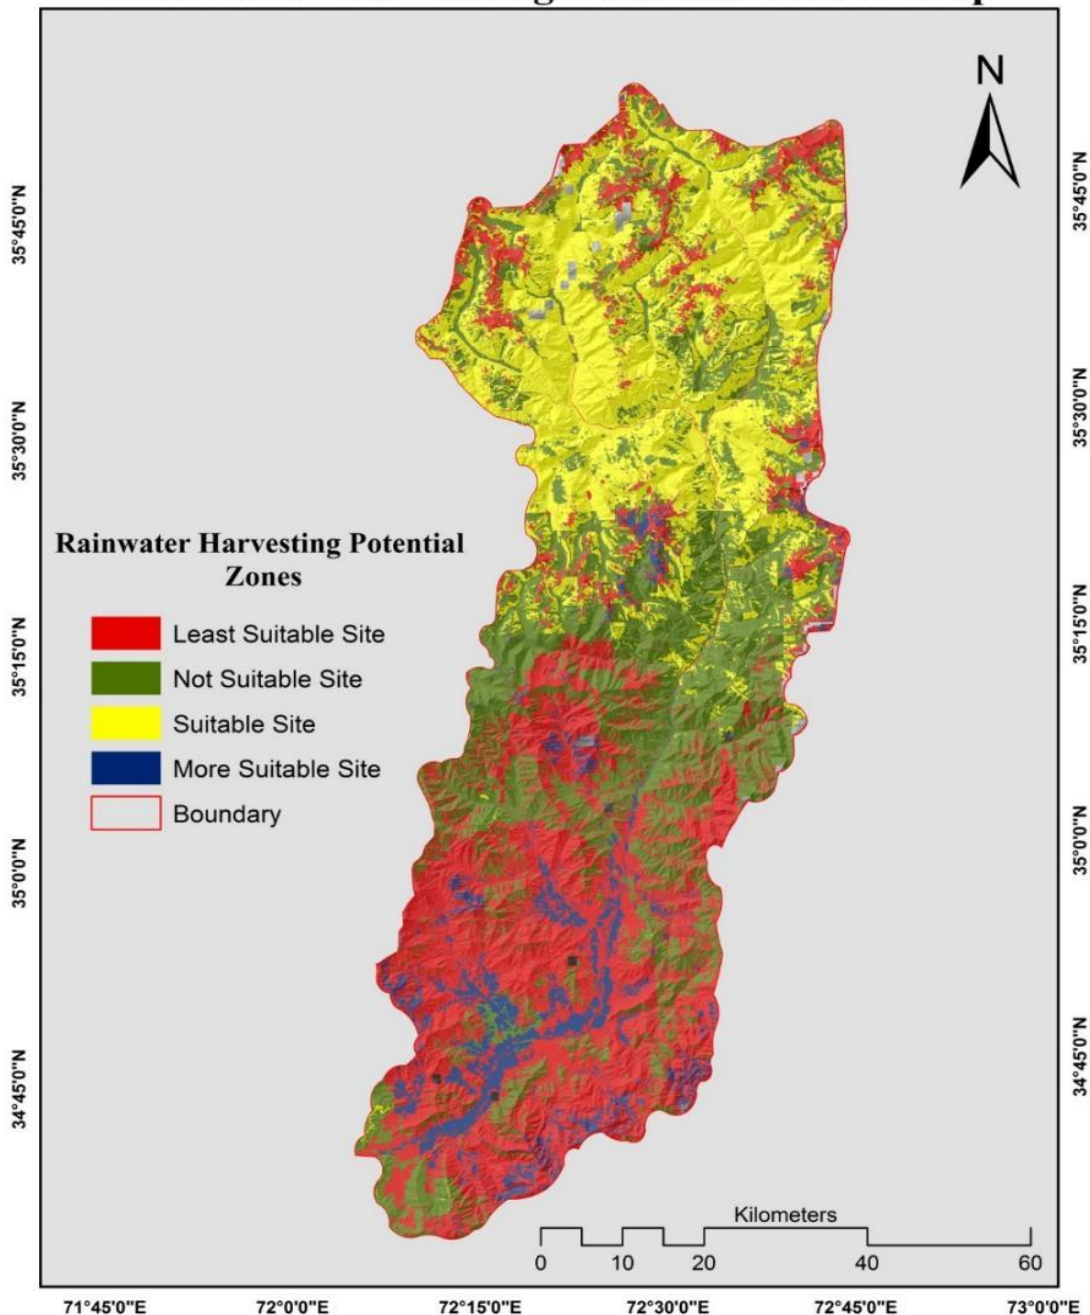 N
35°45'0"N
35°30'0"N
35°15'0"N
35°0'0"N
34°45'0"N
35°45'0"N
35°30'0"N
35°15'0"N
35°0'0"N
34°45'0"N
Rainwater Harvesting Potential
Zones
Least Suitable Site
Not Suitable Site
Suitable Site
More Suitable Site
Boundary
Kilometers
0 10 20 40 60
71°45'0"E 72°0'0"E 72°15'0"E 72°30'0"E 72°45'0"E 73°0'0"E